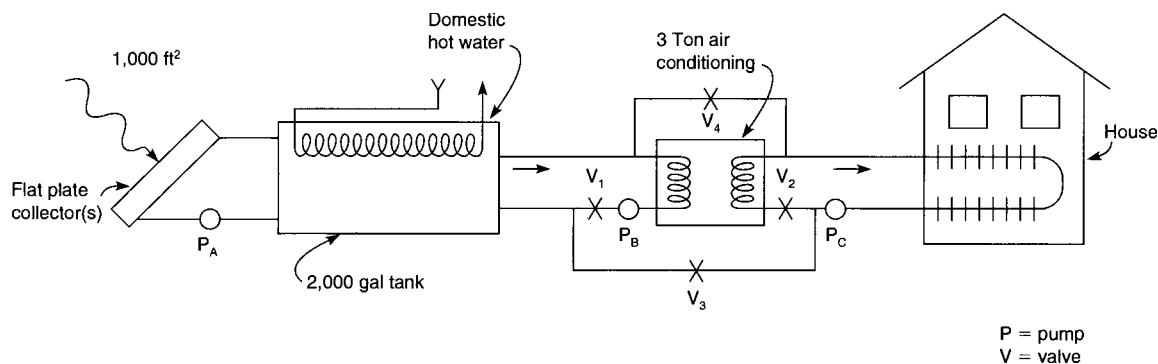 Domestic
hot water
3 Ton air
conditioning
1,000 ft²
V₄
House
Flat plate
collector(s)
V₁
V₂
P_A
P_B
P_C
2,000 gal tank
V₃
P = pump
V = valve